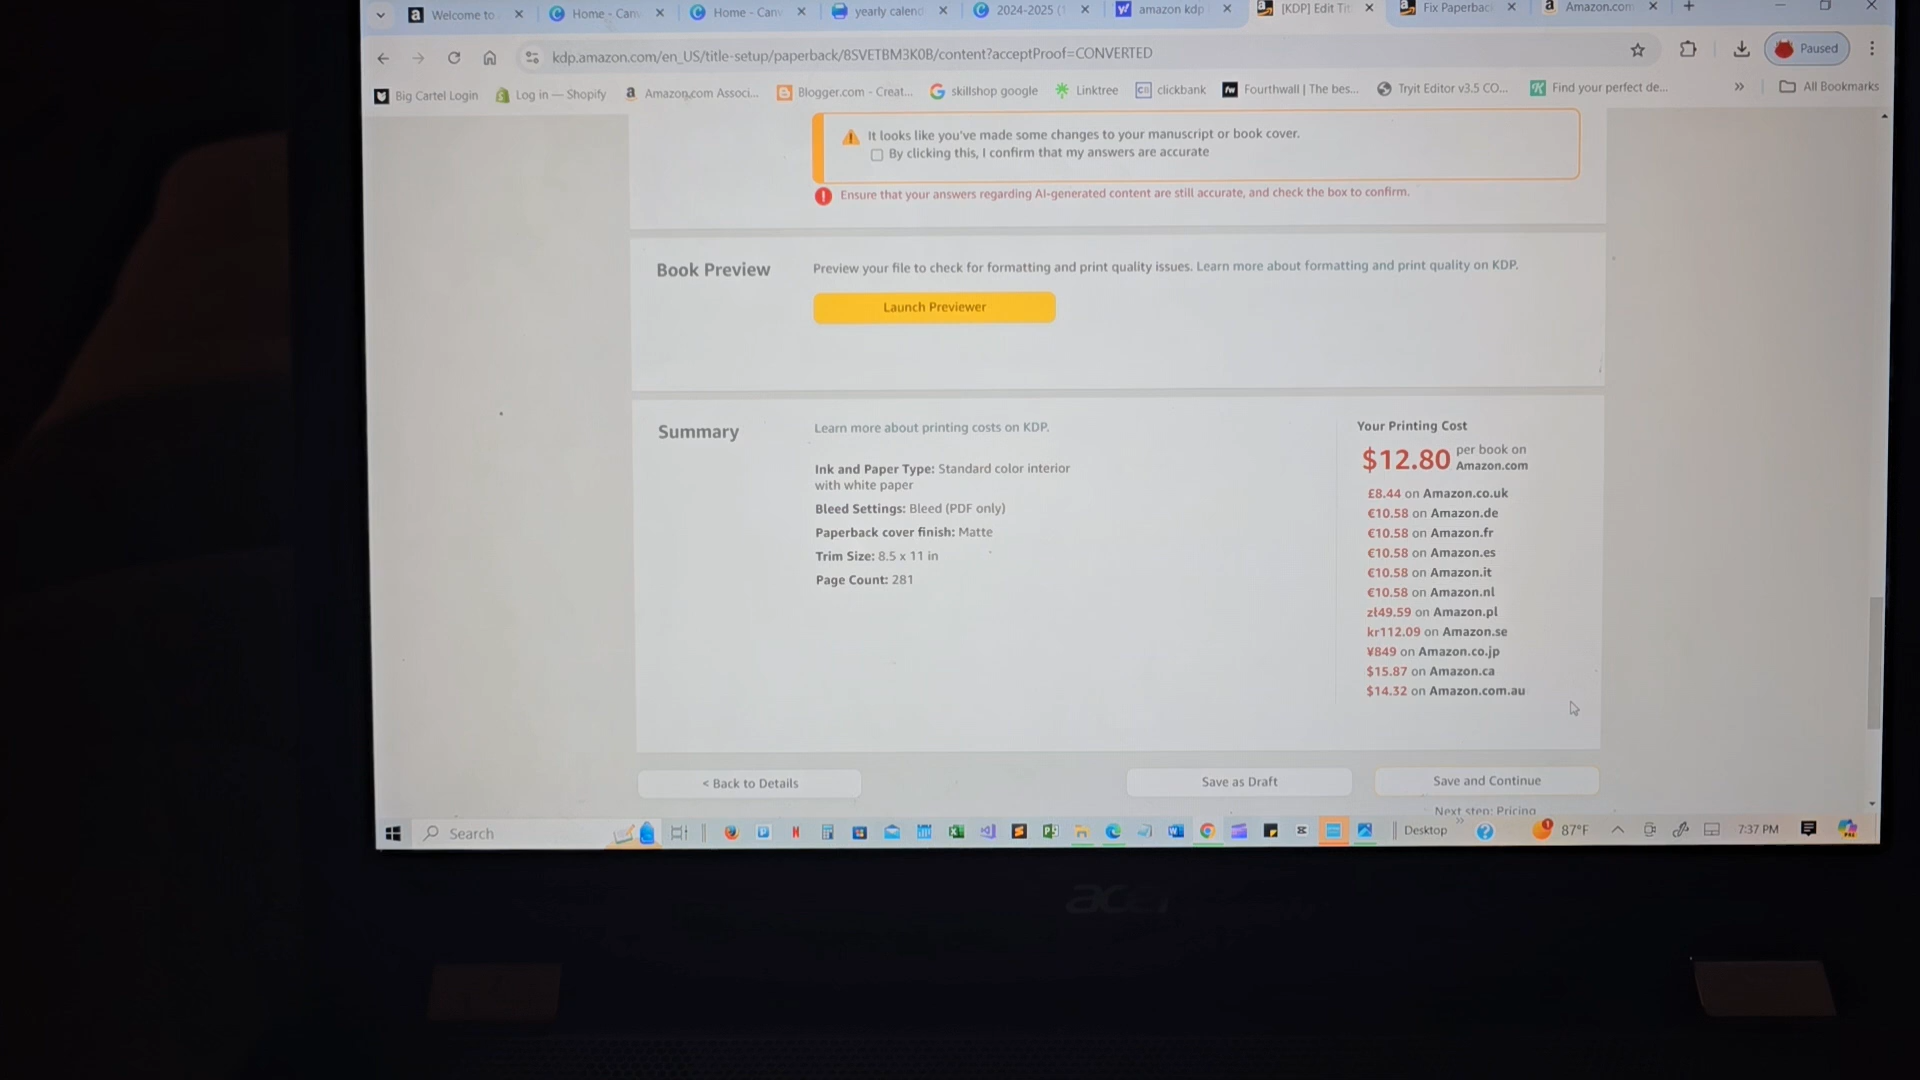 Welcome to
Home - Canv
Home - Canv
yearly calend
2024-2025 (1
amazon kdp
[KDP] Edit Tit
Fix Paperbac
Amazon.com
kdp.amazon.com/en_US/title-setup/paperback/8SVETBM3K0B/content?acceptProof=CONVERTED
Paused
Big Cartel Login
Log in — Shopify
Amazon.com Associ...
Blogger.com - Creat...
skillshop google
Linktree
clickbank
Fourthwall | The bes...
Tryit Editor v3.5 CO...
Find your perfect de...
All Bookmarks
It looks like you've made some changes to your manuscript or book cover.
By clicking this, I confirm that my answers are accurate
Ensure that your answers regarding AI-generated content are still accurate, and check the box to confirm.
Book Preview
Preview your file to check for formatting and print quality issues. Learn more about formatting and print quality on KDP.
Launch Previewer
Summary
Learn more about printing costs on KDP.
Ink and Paper Type: Standard color interior
with white paper
Bleed Settings: Bleed (PDF only)
Paperback cover finish: Matte
Trim Size: 8.5 x 11 in
Page Count: 281
Your Printing Cost
$12.80 per book on
Amazon.com
£8.44 on Amazon.co.uk
€10.58 on Amazon.de
€10.58 on Amazon.fr
€10.58 on Amazon.es
€10.58 on Amazon.it
€10.58 on Amazon.nl
zł49.59 on Amazon.pl
kr112.09 on Amazon.se
¥849 on Amazon.co.jp
$15.87 on Amazon.ca
$14.32 on Amazon.com.au
< Back to Details
Save as Draft
Save and Continue
Next step: Pricing
Search
Desktop
87°F
7:37 PM
acer